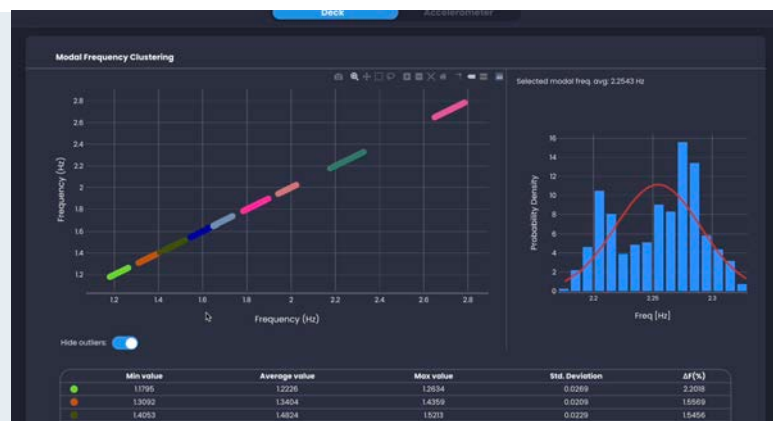 Deck Accelerometer
Modal Frequency Clustering
Selected modal freq. avg: 2.2543 Hz
2.8
2.6
2.4
2.2
2
1.8
1.6
1.4
1.2
Frequency (Hz)
1.2 1.4 1.6 1.8 2 2.2 2.4 2.6 2.8
Frequency (Hz)
16
14
12
10
8
6
4
2
0
Probability Density
2.2 2.25 2.3
Freq [Hz]
Hide outliers:
Min value Average value Max value Std. Deviation ΔF(%)
1.1795 1.2226 1.2634 0.0269 2.2018
1.3092 1.3404 1.4359 0.0209 1.5569
1.4053 1.4824 1.5213 0.0229 1.5456